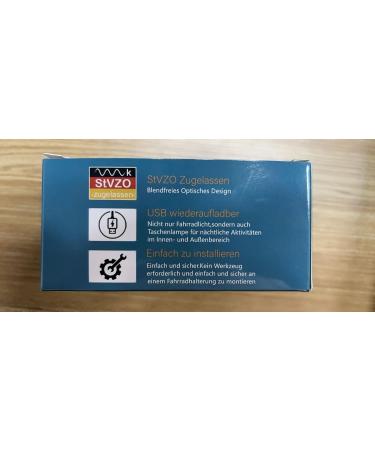 k
StVZO
-zugelassen-
StVZO Zugelassen
Blendfreies Optisches Design
USB wiederaufladber
Nicht nur Fahrradlicht,sondern auch
Taschenlampe für nächtliche Aktivitäten
im Innen- und Außenbereich
Einfach zu installieren
Einfach und sicher.Kein Werkzeug
erforderlich und einfach und sicher an
einem Fahrradhalterung zu montieren